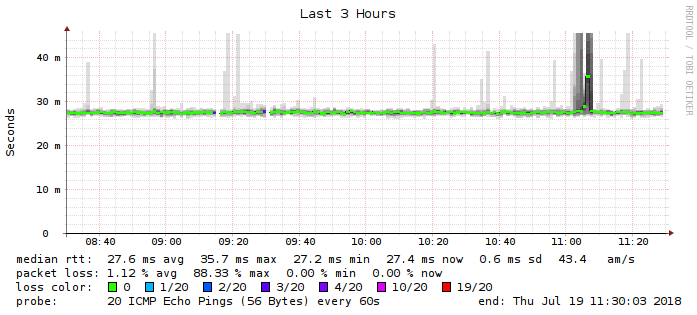 Last 3 Hours
RRDTOOL / TOBI OETIKER
Seconds
40 m
30 m
20 m
10 m
0
08:40 09:00 09:20 09:40 10:00 10:20 10:40 11:00 11:20
median rtt: 27.6 ms avg 35.7 ms max 27.2 ms min 27.4 ms now 0.6 ms sd 43.4 am/s
packet loss: 1.12 % avg 88.33 % max 0.00 % min 0.00 % now
loss color: 0 1/20 2/20 3/20 4/20 10/20 19/20
probe: 20 ICMP Echo Pings (56 Bytes) every 60s end: Thu Jul 19 11:30:03 2018